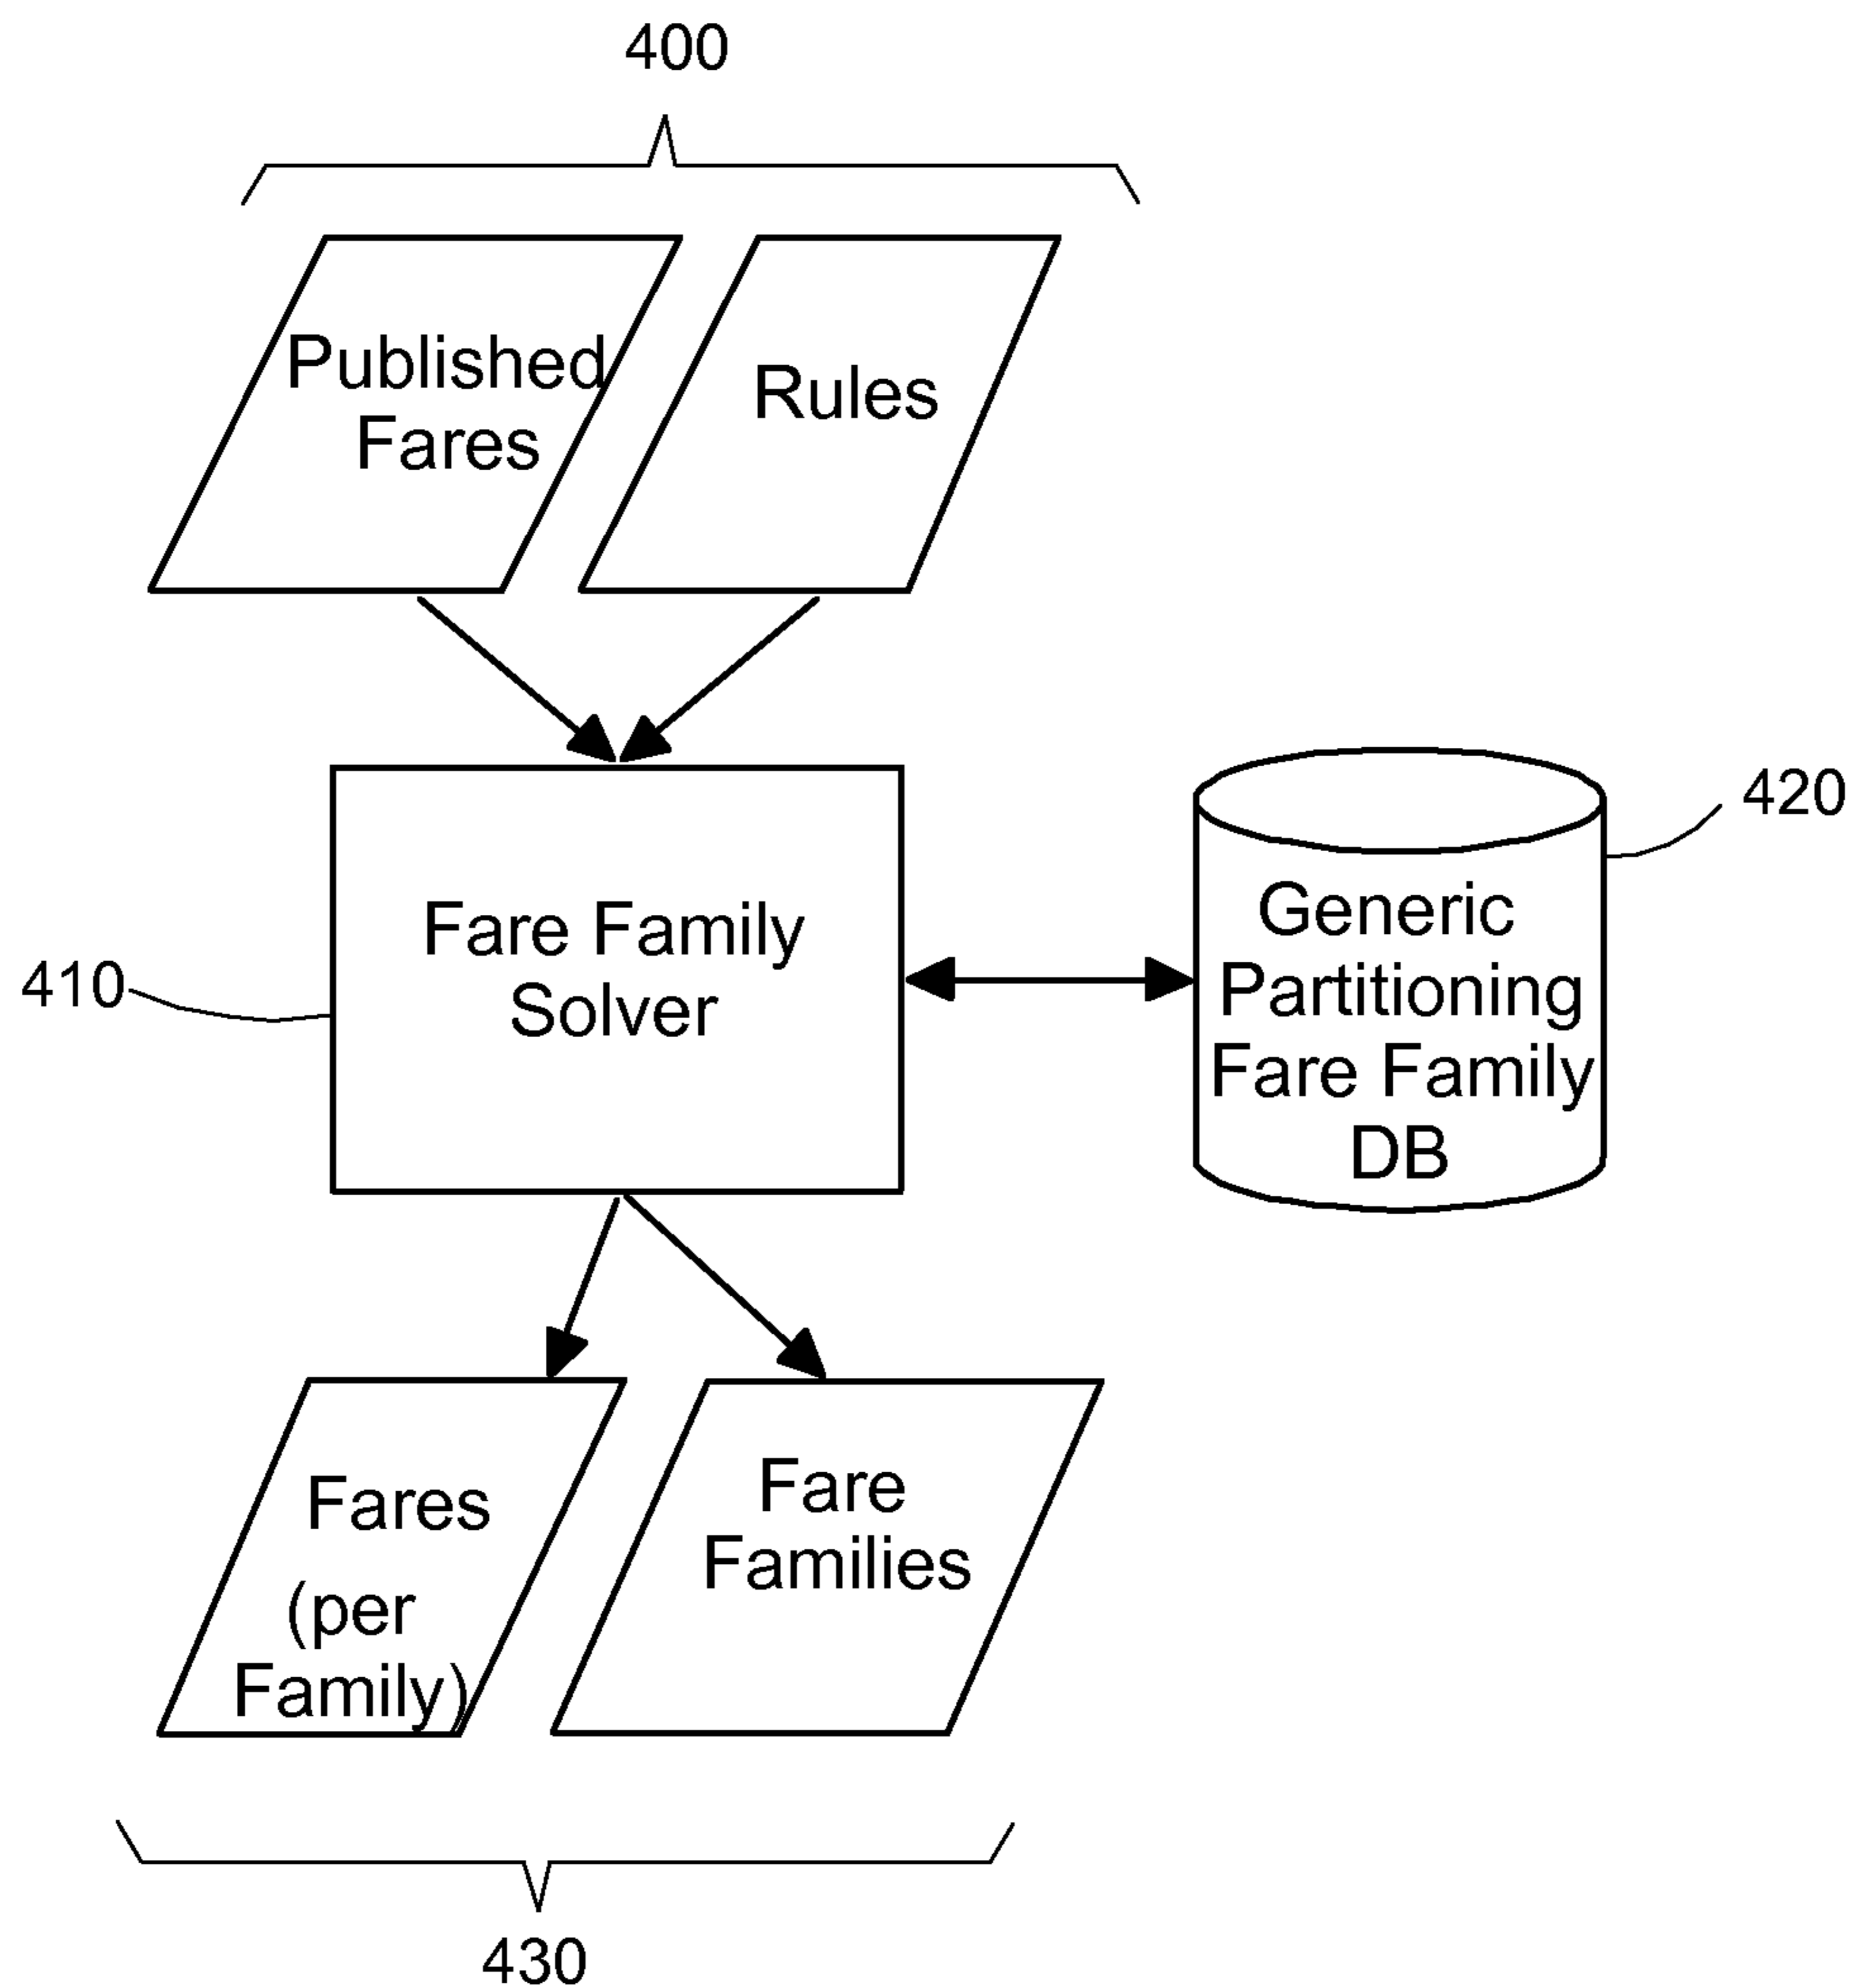 400
Published
Fares
Rules
Fare Family
Solver
410
420
Generic
Partitioning
Fare Family
DB
Fares
(per
Family)
Fare
Families
430